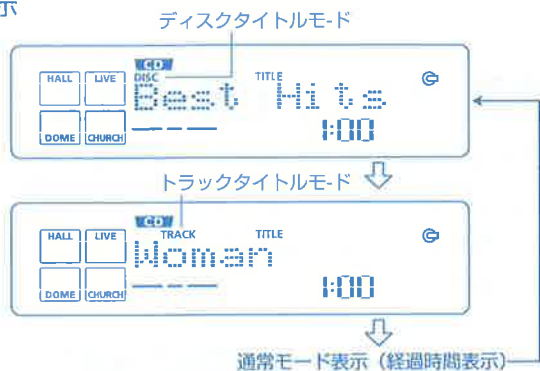 示
ディスクタイトルモード
CD
DISC TITLE
HALL LIVE
Best Hits
DOME CHURCH
1:00
トラックタイトルモード
CD
TRACK TITLE
HALL LIVE
Woman
DOME CHURCH
1:00
通常モード表示（経過時間表示）